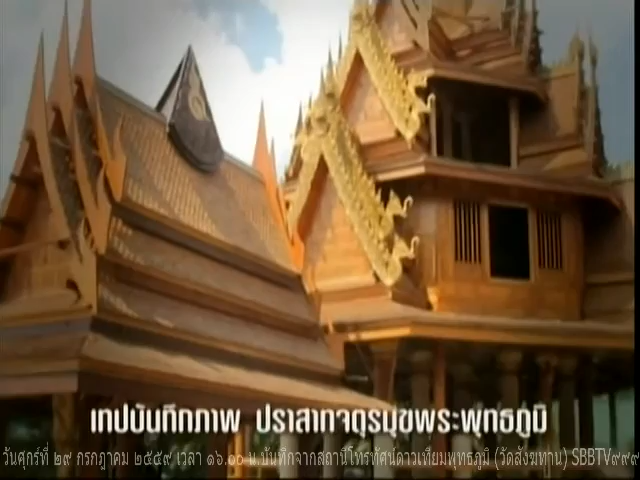 เทปบันทึกภาพ ปราสาทจตุรมุขพระพุทธภูมิ
วันศุกร์ที่ ๒๙ กรกฎาคม ๒๕๕๙ เวลา ๑๖.๐๐ น.บันทึกจากสถานีโทรทัศน์ดาวเทียมพุทธภูมิ (วัดสังฆทาน) SBBTV๙๙๙